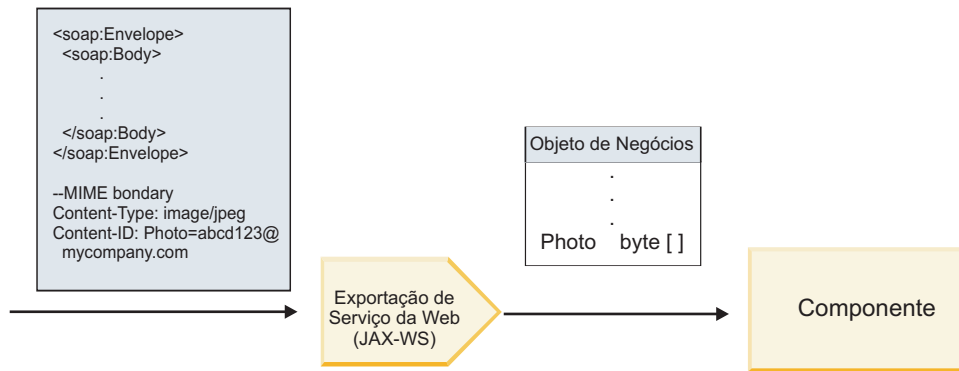 <soap:Envelope>
<soap:Body>
.
.
.
</soap:Body>
</soap:Envelope>
--MIME bondary
Content-Type: image/jpeg
Content-ID: Photo=abcd123@
mycompany.com
Exportação de
Serviço da Web
(JAX-WS)
Objeto de Negócios
.
.
.
Photo byte [ ]
Componente